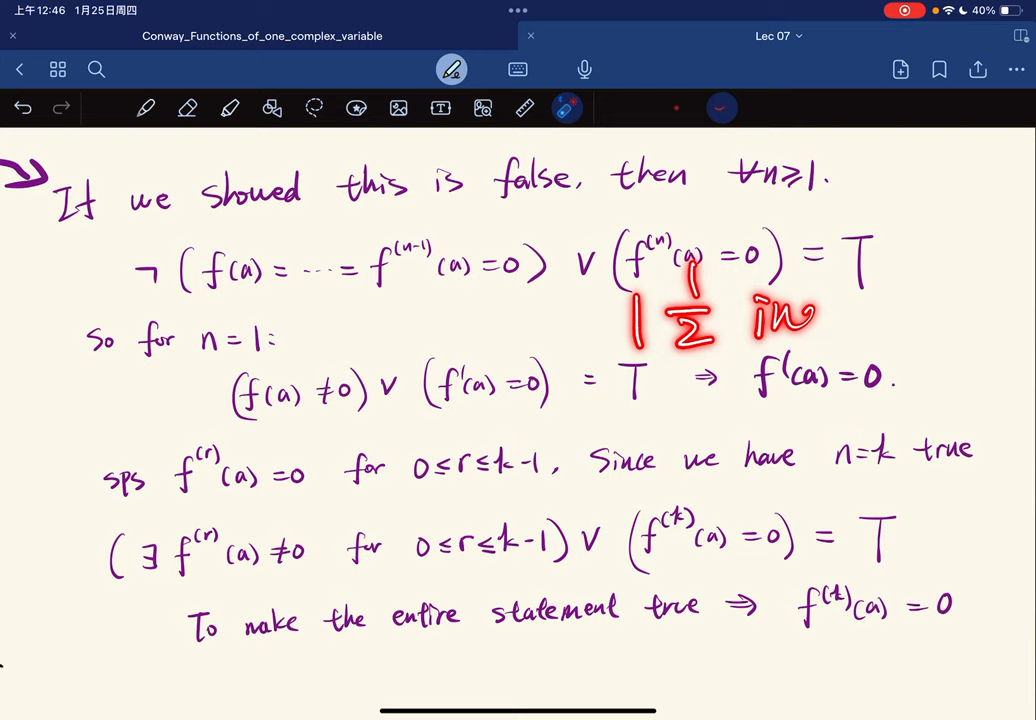 上午12:46 1月25日周四
40%
Conway_Functions_of_one_complex_variable
Lec 07
If we showed this is false, then ∀n≥1.
¬ (f(a) = ⋯ = f^(n-1)(a) = 0) ∨ (f^(n)(a) = 0) = T
1 1/2 in
So for n=1:
(f(a) ≠ 0) ∨ (f'(a) = 0) = T ⇒ f'(a) = 0.
sps f^(r)(a) = 0 for 0≤r≤k-1, Since we have n=k true
(∃ f^(r)(a) ≠ 0 for 0≤r≤k-1) ∨ (f^(k)(a) = 0) = T
To make the entire statement true ⇒ f^(k)(a) = 0